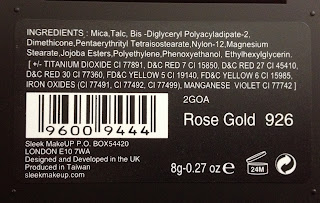 INGREDIENTS : Mica,Talc, Bis -Diglyceryl Polyacyladipate-2,
Dimethicone,Pentaerythrityl Tetraisostearate,Nylon-12,Magnesium
Stearate,Jojoba Esters,Polyethylene,Phenoxyethanol, Ethylhexylglycerin.
[ +/- TITANIUM DIOXIDE CI 77891, D&C RED 7 CI 15850, D&C RED 27 CI 45410,
D&C RED 30 CI 77360, FD&C YELLOW 5 CI 19140, FD&C YELLOW 6 CI 15985,
IRON OXIDES (CI 77491, CI 77492, CI 77499), MANGANESE VIOLET CI 77742 ]
2GOA
Rose Gold 926
9600 9444
Sleek MakeUP P.O. BOX54420
LONDON E10 7WA
Designed and Developed in the UK
Produced in Taiwan
sleekmakeup.com
8g-0.27 oz e
24M